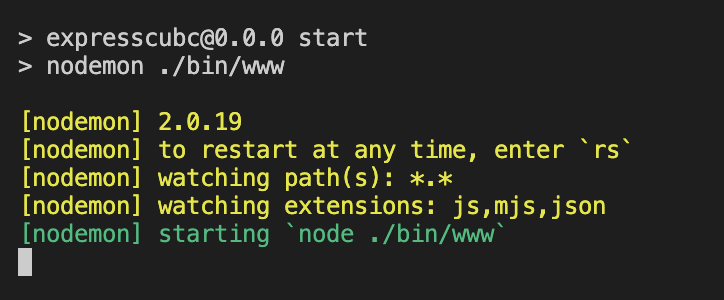 > expresscubc@0.0.0 start
> nodemon ./bin/www
[nodemon] 2.0.19
[nodemon] to restart at any time, enter `rs`
[nodemon] watching path(s): *.*
[nodemon] watching extensions: js,mjs,json
[nodemon] starting `node ./bin/www`